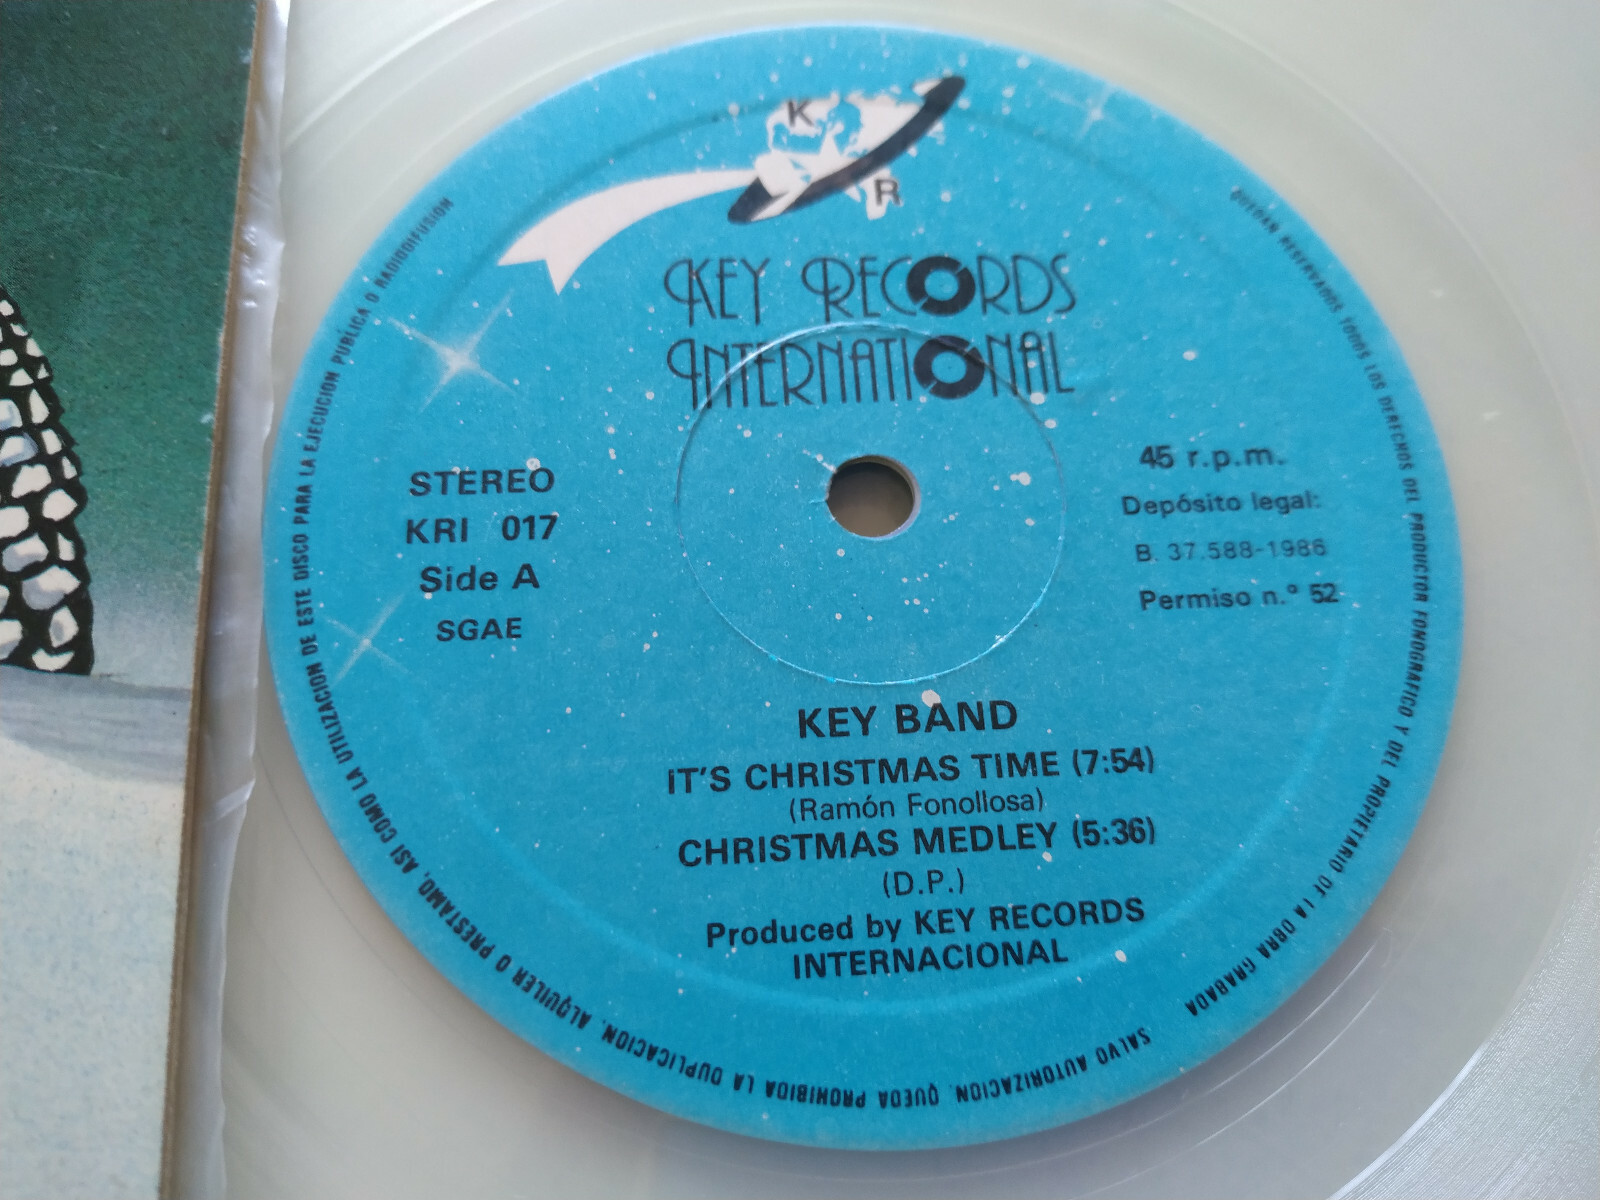 K
R
KEY RECORDS
INTERNATIONAL
STEREO
KRI 017
Side A
SGAE
45 r.p.m.
Depósito legal:
B. 37.588-1986
Permiso n.º 52
KEY BAND
IT'S CHRISTMAS TIME (7:54)
(Ramón Fonollosa)
CHRISTMAS MEDLEY (5:36)
(D.P.)
Produced by KEY RECORDS
INTERNACIONAL
QUEDAN RESERVADOS TODOS LOS DERECHOS DEL PRODUCTOR FONOGRAFICO Y DEL PROPIETARIO DE LA OBRA GRABADA
SALVO AUTORIZACION, QUEDA PROHIBIDA LA DUPLICACION, ALQUILER O PRESTAMO, ASI COMO LA UTILIZACION DE ESTE DISCO PARA LA EJECUCION PUBLICA O RADIODIFUSION